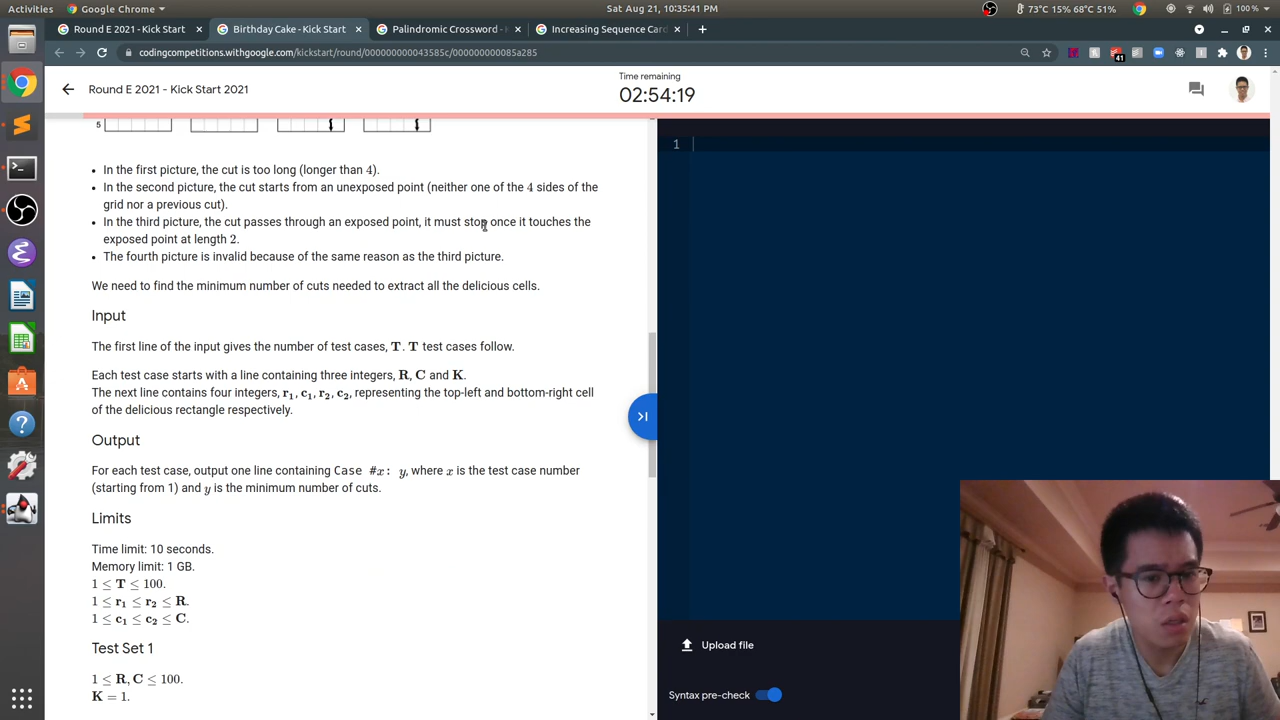 Activities
Google Chrome
Sat Aug 21, 10:35:41 PM
73°C 15% 68°C 51%
100 %
Round E 2021 - Kick Start 2021
Birthday Cake - Kick Start
Palindromic Crossword -
Increasing Sequence Card
codingcompetitions.withgoogle.com/kickstart/round/000000000043585c/000000000085a285
41
Round E 2021 - Kick Start 2021
Time remaining
02:54:19
5
1
• In the first picture, the cut is too long (longer than 4).
• In the second picture, the cut starts from an unexposed point (neither one of the 4 sides of the
grid nor a previous cut).
• In the third picture, the cut passes through an exposed point, it must stop once it touches the
exposed point at length 2.
• The fourth picture is invalid because of the same reason as the third picture.
We need to find the minimum number of cuts needed to extract all the delicious cells.
Input
The first line of the input gives the number of test cases, T. T test cases follow.
Each test case starts with a line containing three integers, R, C and K.
The next line contains four integers, r₁, c₁, r₂, c₂, representing the top-left and bottom-right cell
of the delicious rectangle respectively.
Output
For each test case, output one line containing Case #x: y, where x is the test case number
(starting from 1) and y is the minimum number of cuts.
Limits
Time limit: 10 seconds.
Memory limit: 1 GB.
1 ≤ T ≤ 100.
1 ≤ r₁ ≤ r₂ ≤ R.
1 ≤ c₁ ≤ c₂ ≤ C.
Test Set 1
1 ≤ R, C ≤ 100.
K = 1.
Upload file
Syntax pre-check